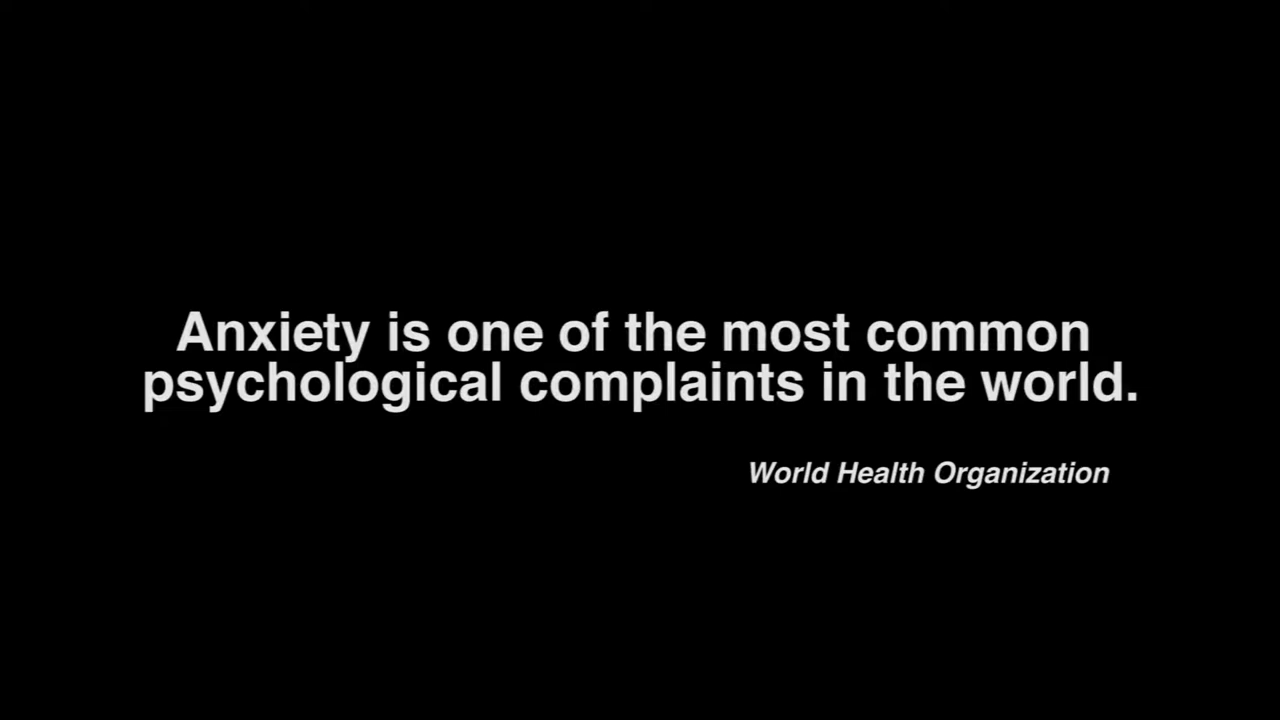 Anxiety is one of the most common
psychological complaints in the world.
World Health Organization